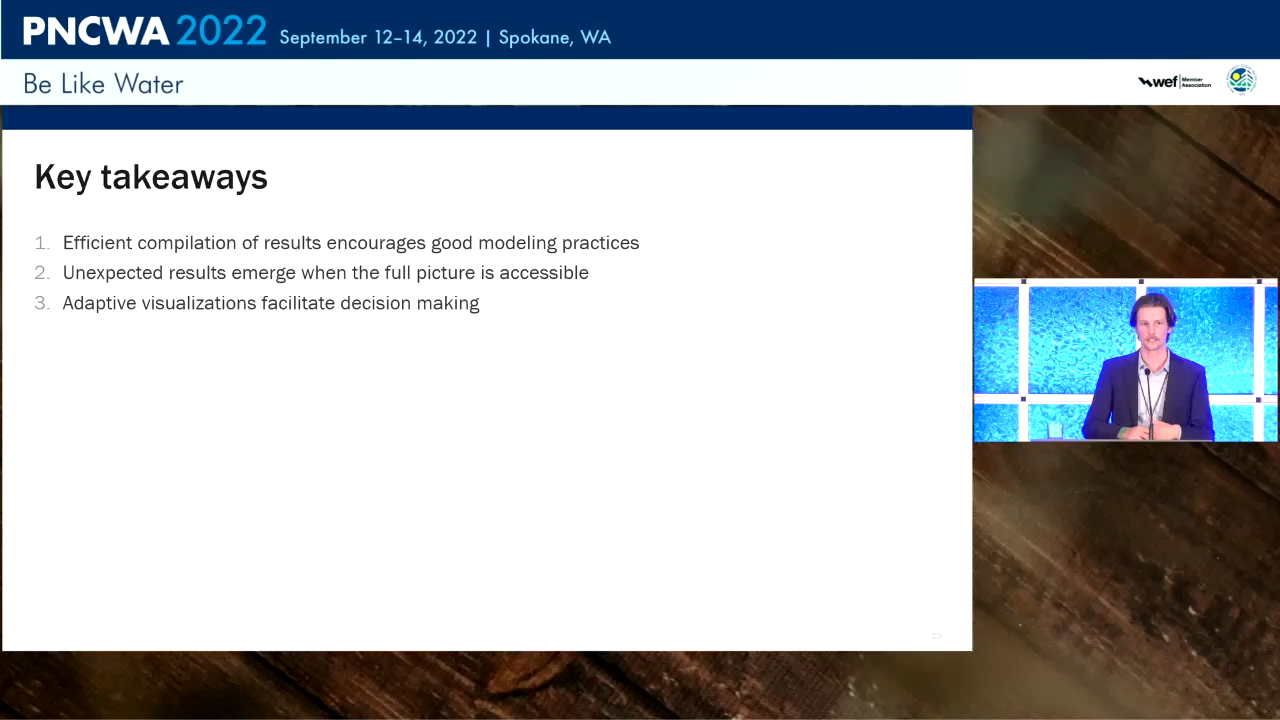 PNCWA 2022 September 12–14, 2022 | Spokane, WA
Be Like Water
wef Member Association
Key takeaways
1. Efficient compilation of results encourages good modeling practices
2. Unexpected results emerge when the full picture is accessible
3. Adaptive visualizations facilitate decision making
20